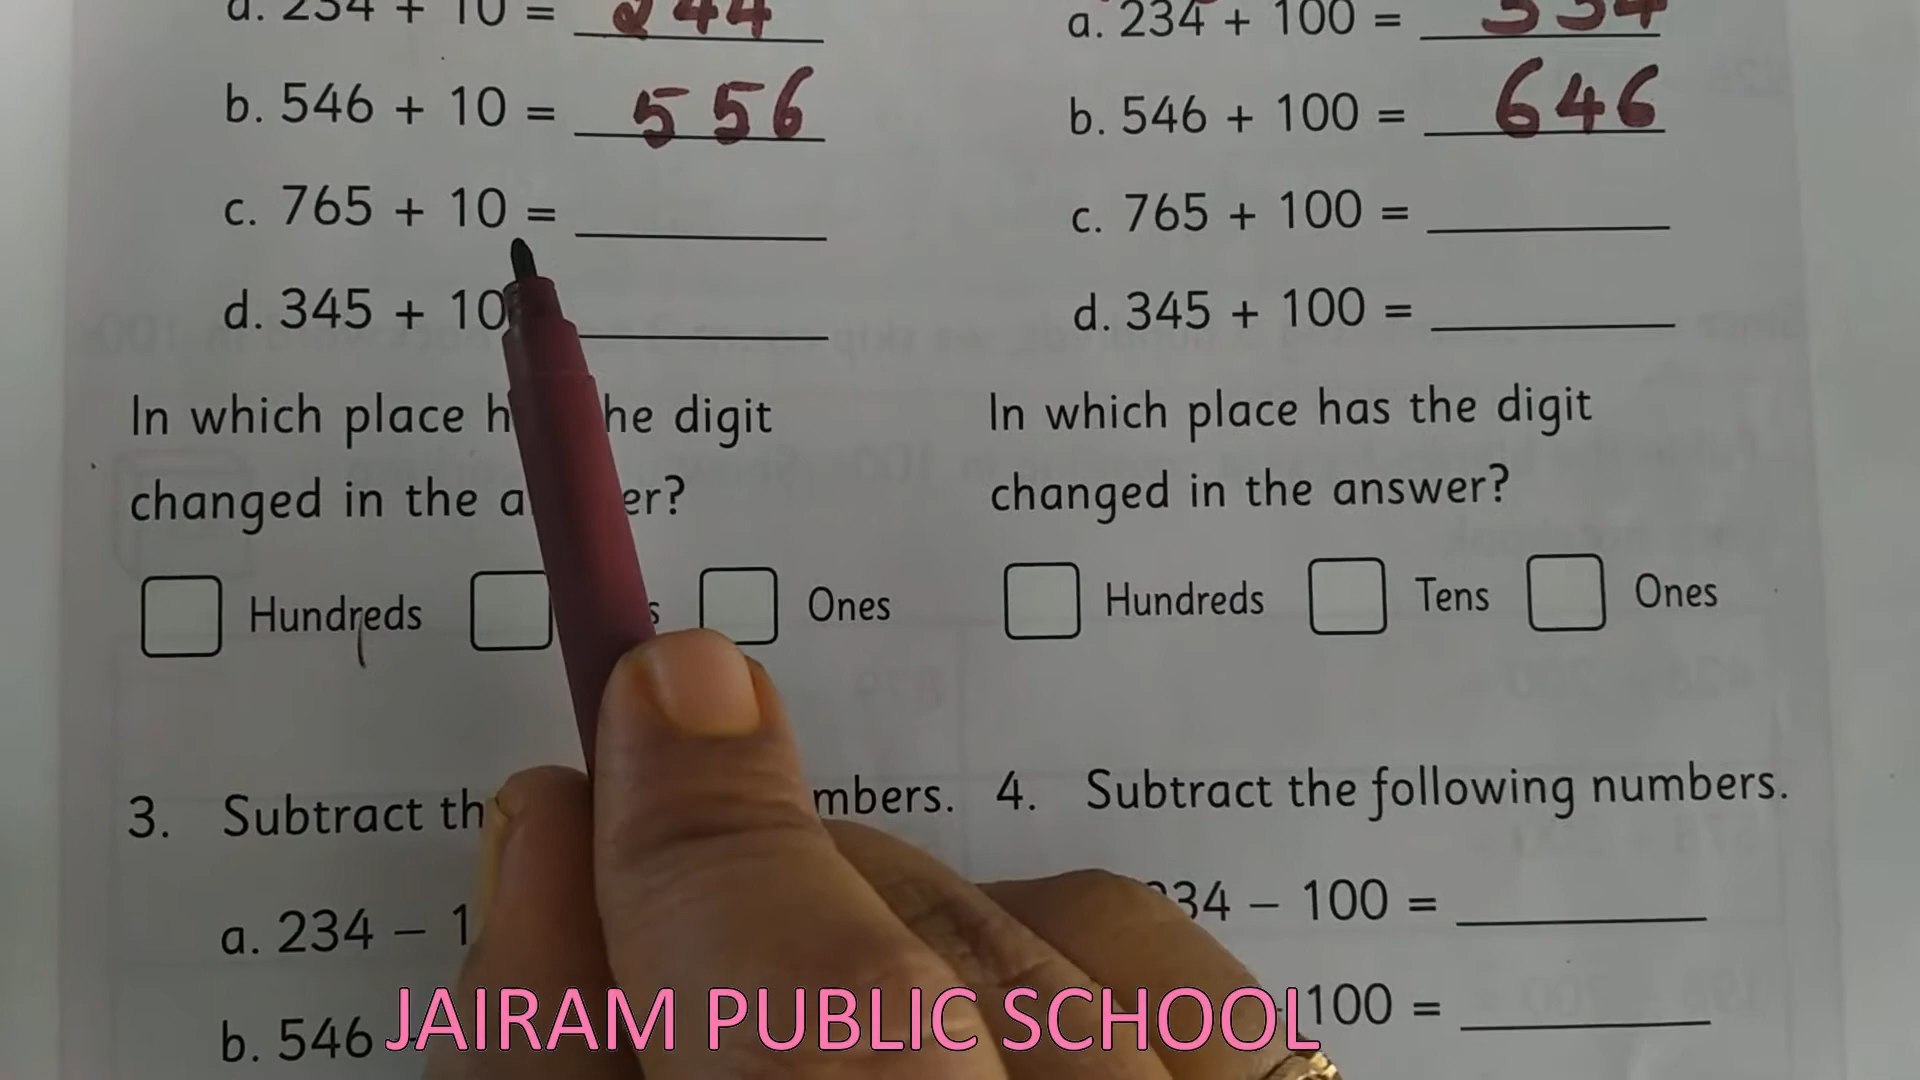 a. 234 + 10 = 244
b. 546 + 10 = 556
c. 765 + 10 =
d. 345 + 10
In which place h he digit
changed in the a er?
Hundreds s Ones
a. 234 + 100 = 334
b. 546 + 100 = 646
c. 765 + 100 =
d. 345 + 100 =
In which place has the digit
changed in the answer?
Hundreds Tens Ones
3. Subtract th mbers.
a. 234 – 1
b. 546
4. Subtract the following numbers.
34 – 100 =
100 =
JAIRAM PUBLIC SCHOOL